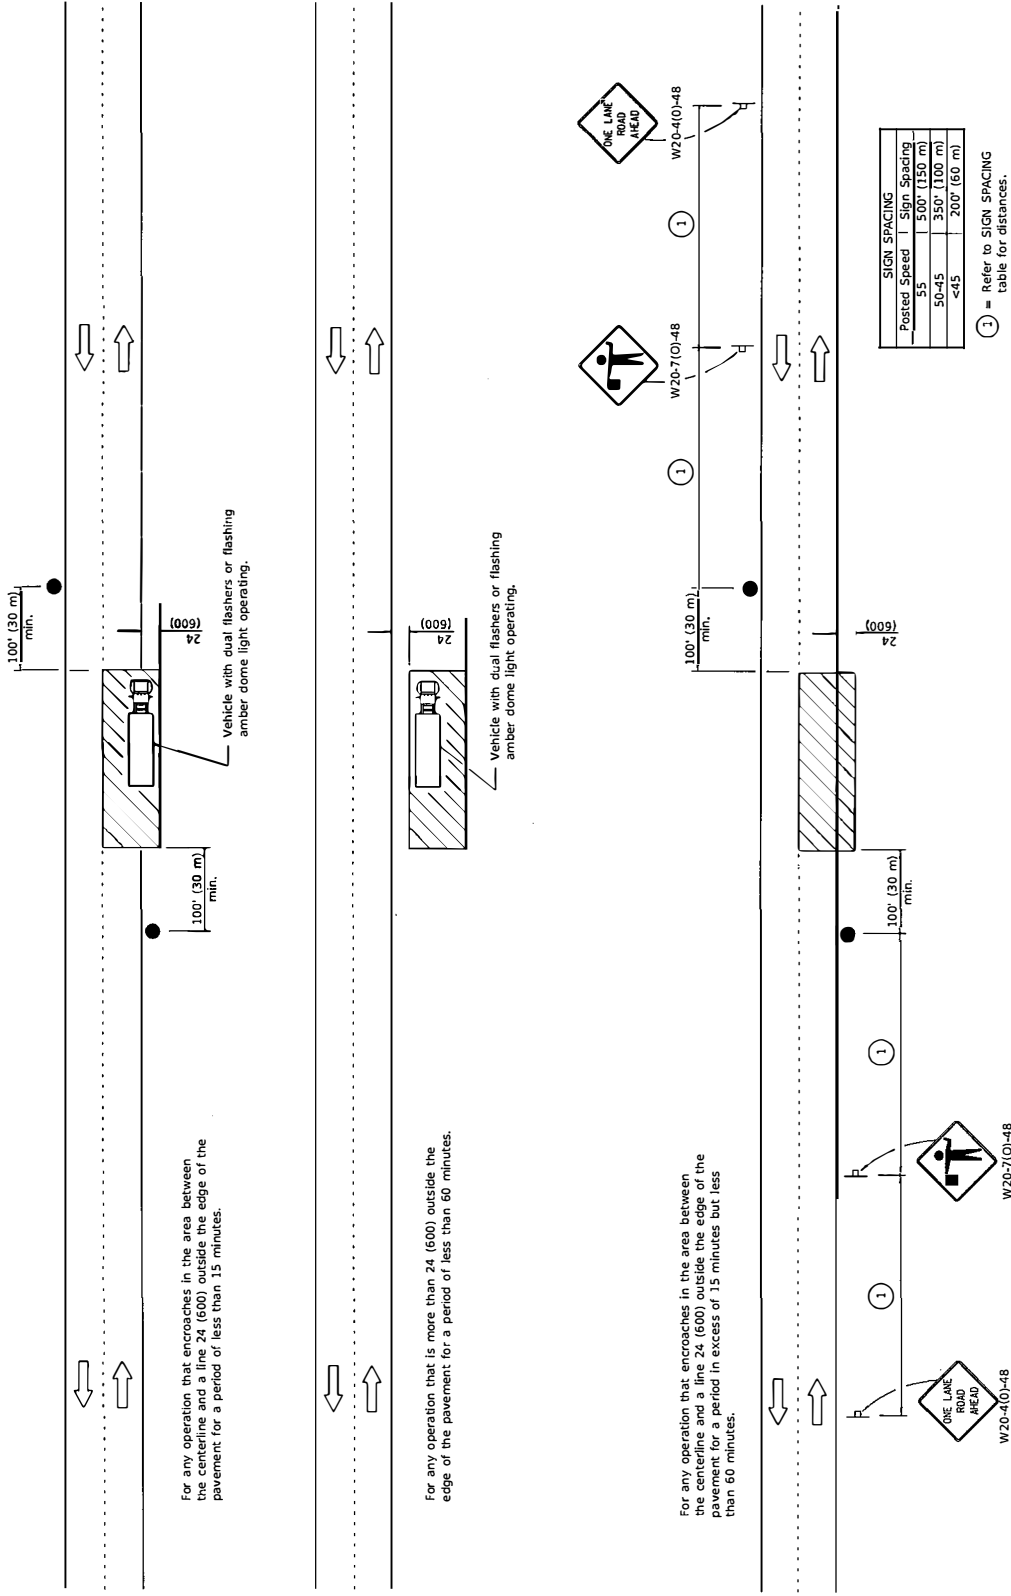 100' (30 m)
min.
24
(600)
Vehicle with dual flashers or flashing
amber dome light operating.
100' (30 m)
min.
For any operation that encroaches in the area between
the centerline and a line 24 (600) outside the edge of the
pavement for a period of less than 15 minutes.
24
(600)
Vehicle with dual flashers or flashing
amber dome light operating.
For any operation that is more than 24 (600) outside the
edge of the pavement for a period of less than 60 minutes.
ONE LANE
ROAD
AHEAD
W20-4(O)-48
1
W20-7(O)-48
1
100' (30 m)
min.
24
(600)
100' (30 m)
min.
1
W20-7(O)-48
1
ONE LANE
ROAD
AHEAD
W20-4(O)-48
For any operation that encroaches in the area between
the centerline and a line 24 (600) outside the edge of the
pavement for a period in excess of 15 minutes but less
than 60 minutes.
SIGN SPACING
Posted Speed | Sign Spacing
55 | 500' (150 m)
50-45 | 350' (100 m)
<45 | 200' (60 m)
1 = Refer to SIGN SPACING
table for distances.